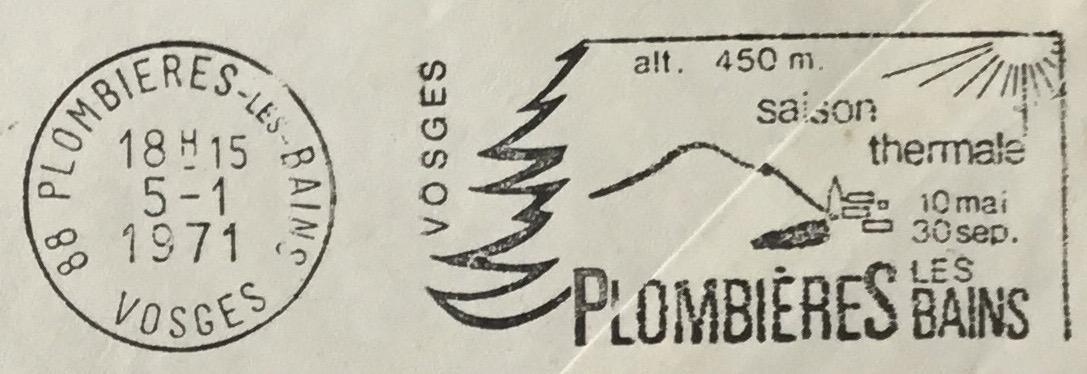 88 PLOMBIERES-LES-BAINS
18H15
5-1
1971
VOSGES
VOSGES
alt. 450 m.
saison
thermale
10 mai
30 sep.
PLOMBIÈRES LES BAINS